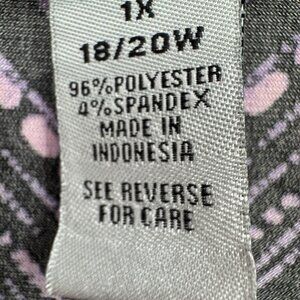 1X
18/20W
96%POLYESTER
4%SPANDEX
MADE IN
INDONESIA
SEE REVERSE
FOR CARE